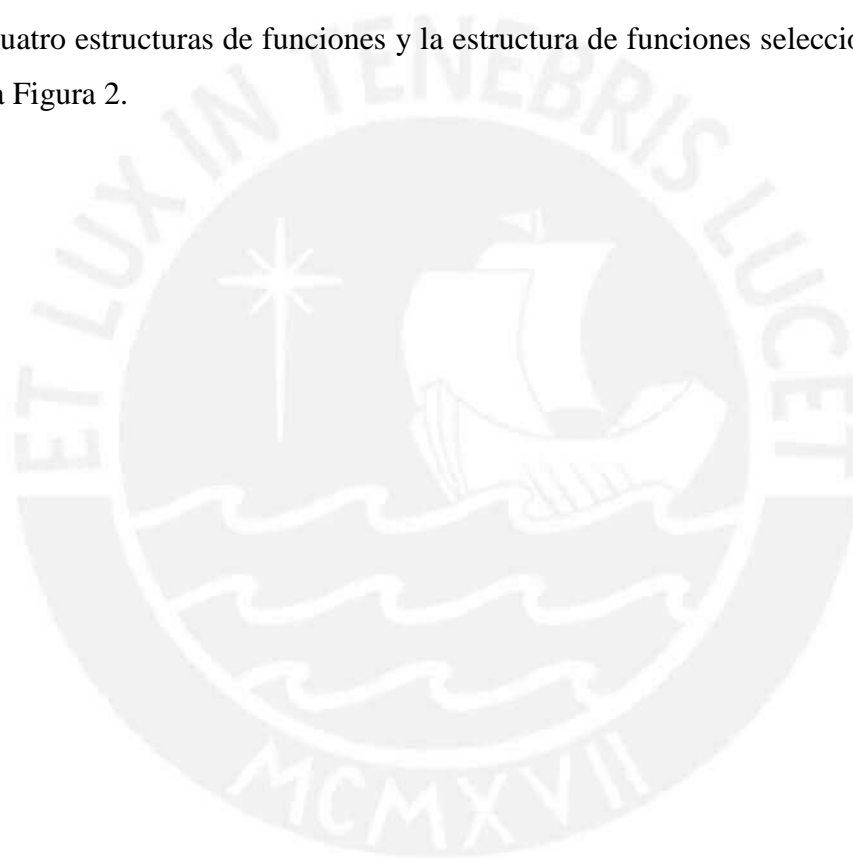 uatro estructuras de funciones y la estructura de funciones seleccio
a Figura 2.
ET LUX IN TENEBRIS LUCET
MCMXVII